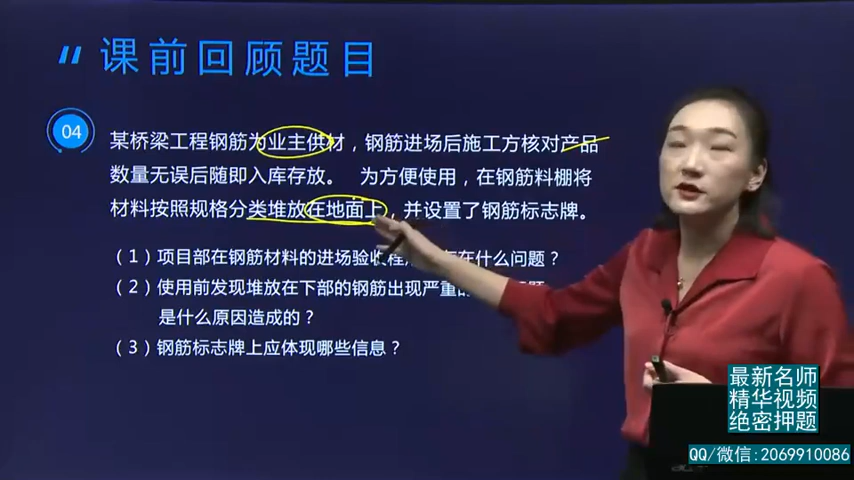 课前回顾题目
04
某桥梁工程钢筋为业主供材，钢筋进场后施工方核对产品
数量无误后随即入库存放。 为方便使用，在钢筋料棚将
材料按照规格分类堆放在地面上，并设置了钢筋标志牌。
（1）项目部在钢筋材料的进场验收程 在什么问题？
（2）使用前发现堆放在下部的钢筋出现严重的
是什么原因造成的？
（3）钢筋标志牌上应体现哪些信息？
最新名师
精华视频
绝密押题
QQ/微信:2069910086